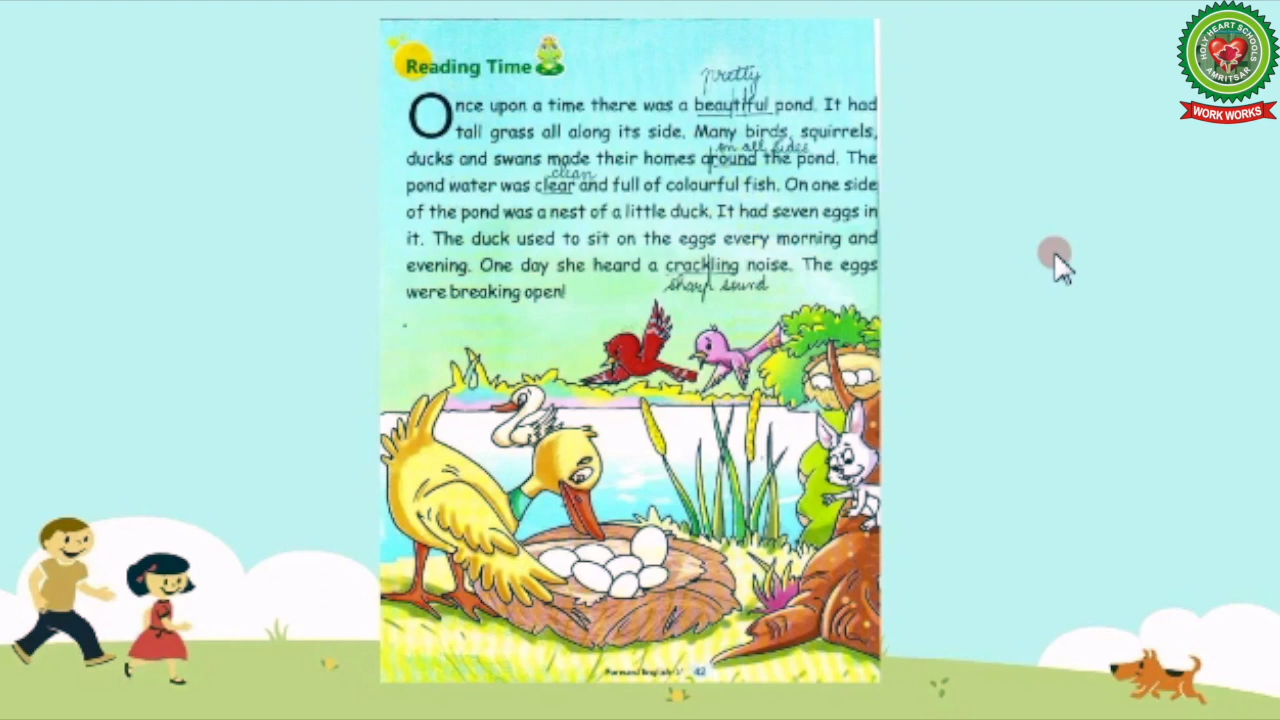 Reading Time
pretty
Once upon a time there was a beautiful pond. It had
tall grass all along its side. Many birds, squirrels,
on all sides
ducks and swans made their homes around the pond. The
clean
pond water was clear and full of colourful fish. On one side
of the pond was a nest of a little duck. It had seven eggs in
it. The duck used to sit on the eggs every morning and
evening. One day she heard a crackling noise. The eggs
sharp sound
were breaking open!
42
HOLY HEART SCHOOLS
AMRITSAR
WORK WORKS